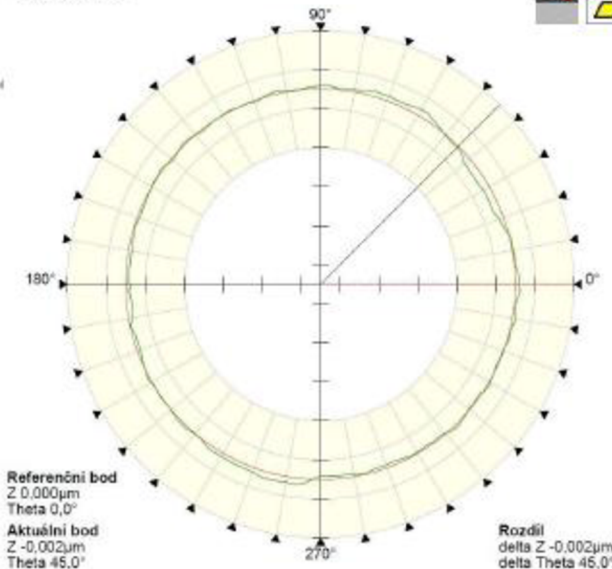 90°
180°
0°
Referenční bod
Z 0,000µm
Theta 0,0°
Aktuální bod
Z -0,002µm
Theta 45,0°
270°
Rozdíl
delta Z -0,002µm
delta Theta 45,0°